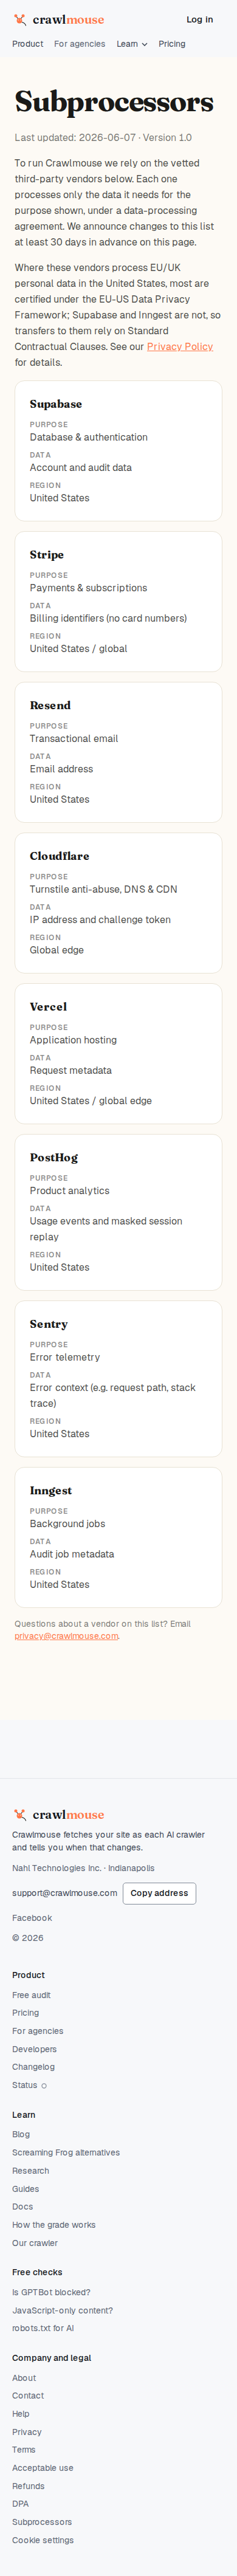 crawlmouse
Log in
Product
For agencies
Learn
Pricing
Subprocessors
Last updated: 2026-06-07 · Version 1.0
To run Crawlmouse we rely on the vetted
third-party vendors below. Each one
processes only the data it needs for the
purpose shown, under a data-processing
agreement. We announce changes to this list
at least 30 days in advance on this page.
Where these vendors process EU/UK
personal data in the United States, most are
certified under the EU-US Data Privacy
Framework; Supabase and Inngest are not, so
transfers to them rely on Standard
Contractual Clauses. See our Privacy Policy
for details.
Supabase
PURPOSE
Database & authentication
DATA
Account and audit data
REGION
United States
Stripe
PURPOSE
Payments & subscriptions
DATA
Billing identifiers (no card numbers)
REGION
United States / global
Resend
PURPOSE
Transactional email
DATA
Email address
REGION
United States
Cloudflare
PURPOSE
Turnstile anti-abuse, DNS & CDN
DATA
IP address and challenge token
REGION
Global edge
Vercel
PURPOSE
Application hosting
DATA
Request metadata
REGION
United States / global edge
PostHog
PURPOSE
Product analytics
DATA
Usage events and masked session
replay
REGION
United States
Sentry
PURPOSE
Error telemetry
DATA
Error context (e.g. request path, stack
trace)
REGION
United States
Inngest
PURPOSE
Background jobs
DATA
Audit job metadata
REGION
United States
Questions about a vendor on this list? Email
privacy@crawlmouse.com.
crawlmouse
Crawlmouse fetches your site as each AI crawler
and tells you when that changes.
Nahl Technologies Inc. · Indianapolis
support@crawlmouse.com
Copy address
Facebook
© 2026
Product
Free audit
Pricing
For agencies
Developers
Changelog
Status
Learn
Blog
Screaming Frog alternatives
Research
Guides
Docs
How the grade works
Our crawler
Free checks
Is GPTBot blocked?
JavaScript-only content?
robots.txt for AI
Company and legal
About
Contact
Help
Privacy
Terms
Acceptable use
Refunds
DPA
Subprocessors
Cookie settings